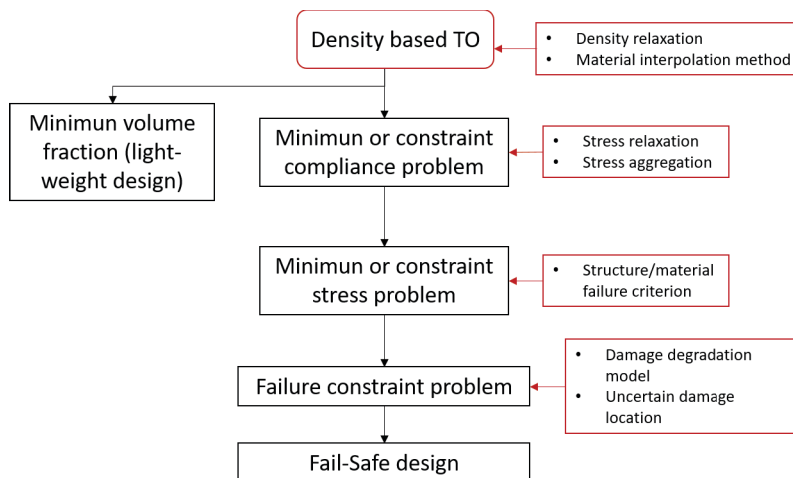 Density based TO
• Density relaxation
• Material interpolation method
Minimun volume
fraction (light-
weight design)
Minimun or constraint
compliance problem
• Stress relaxation
• Stress aggregation
Minimun or constraint
stress problem
• Structure/material
failure criterion
Failure constraint problem
• Damage degradation
model
• Uncertain damage
location
Fail-Safe design